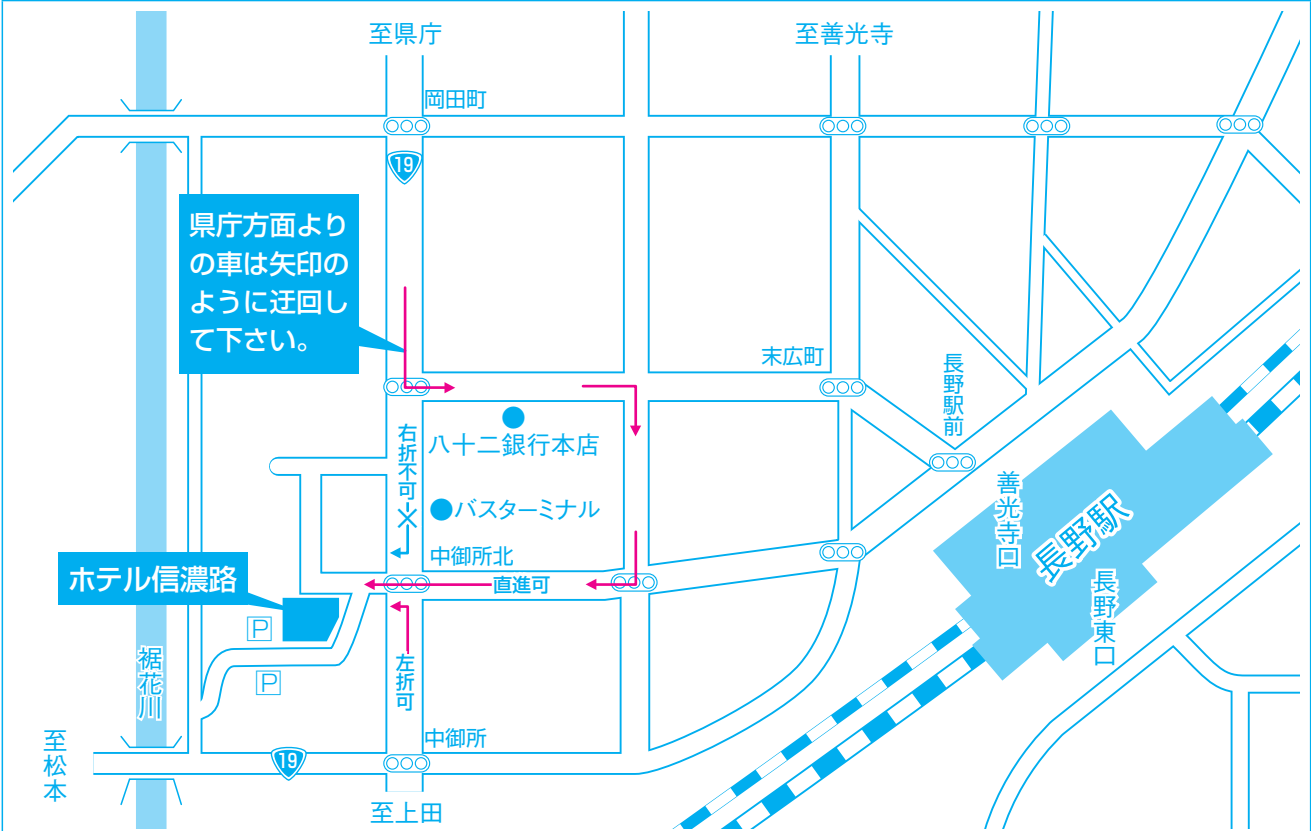 至県庁
至善光寺
岡田町
19
県庁方面より
の車は矢印の
ように迂回し
て下さい。
末広町
長野駅前
八十二銀行本店
右折不可
バスターミナル
善光寺口
長野駅
中御所北
直進可
ホテル信濃路
長野東口
P
裾花川
左折可
P
至松本
中御所
19
至上田